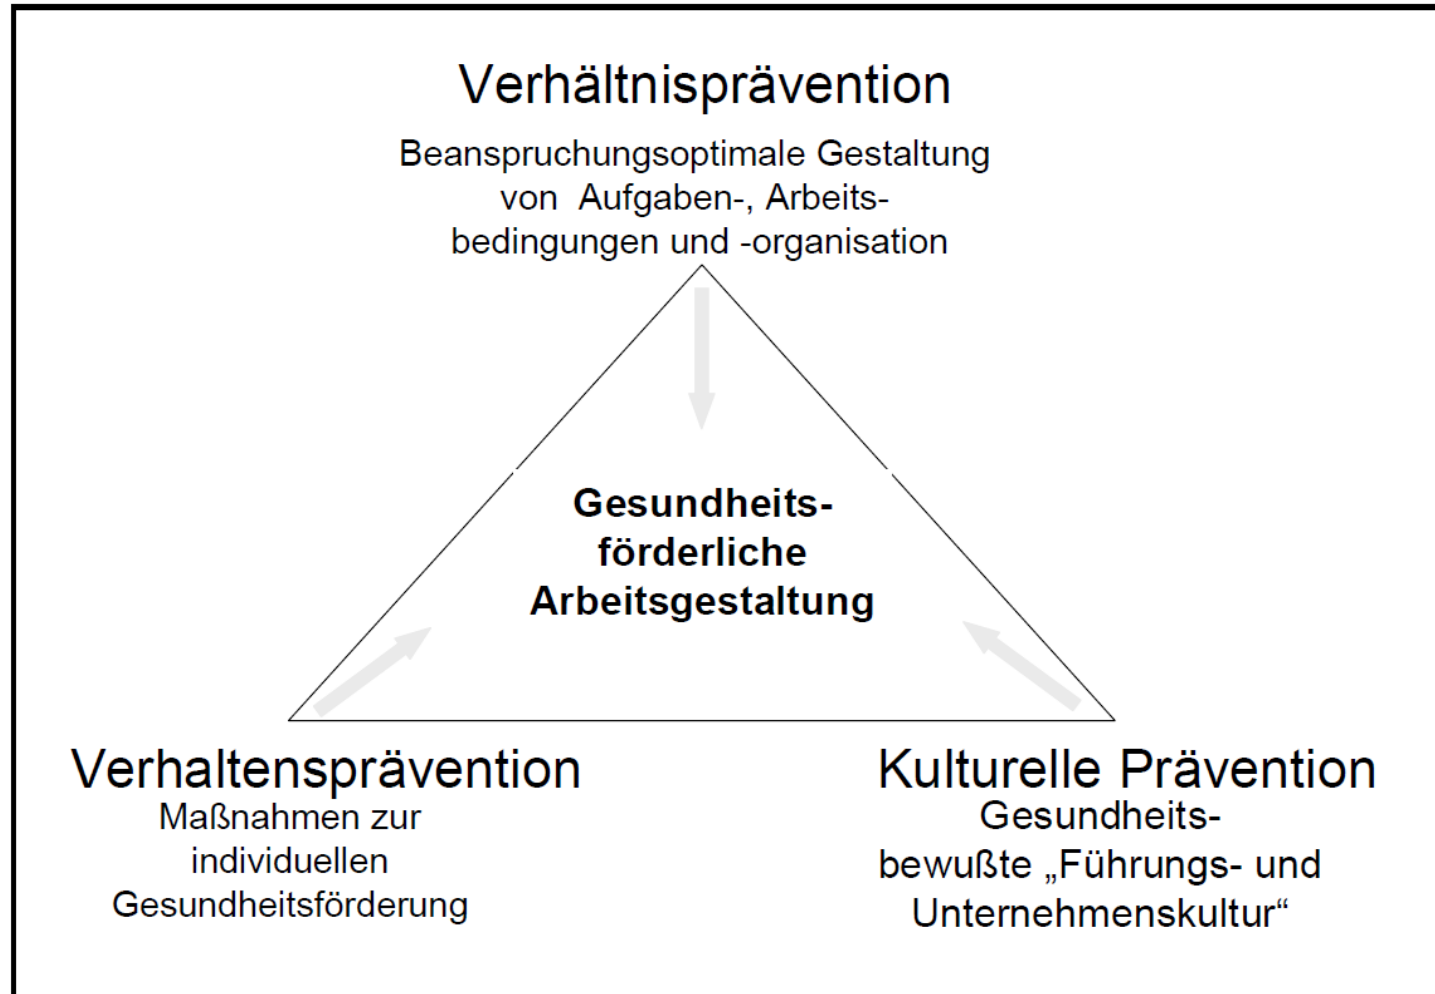 Verhältnisprävention
Beanspruchungsoptimale Gestaltung
von Aufgaben-, Arbeits-
bedingungen und -organisation
Gesundheits-
förderliche
Arbeitsgestaltung
Verhaltensprävention
Maßnahmen zur
individuellen
Gesundheitsförderung
Kulturelle Prävention
Gesundheits-
bewußte „Führungs- und
Unternehmenskultur“